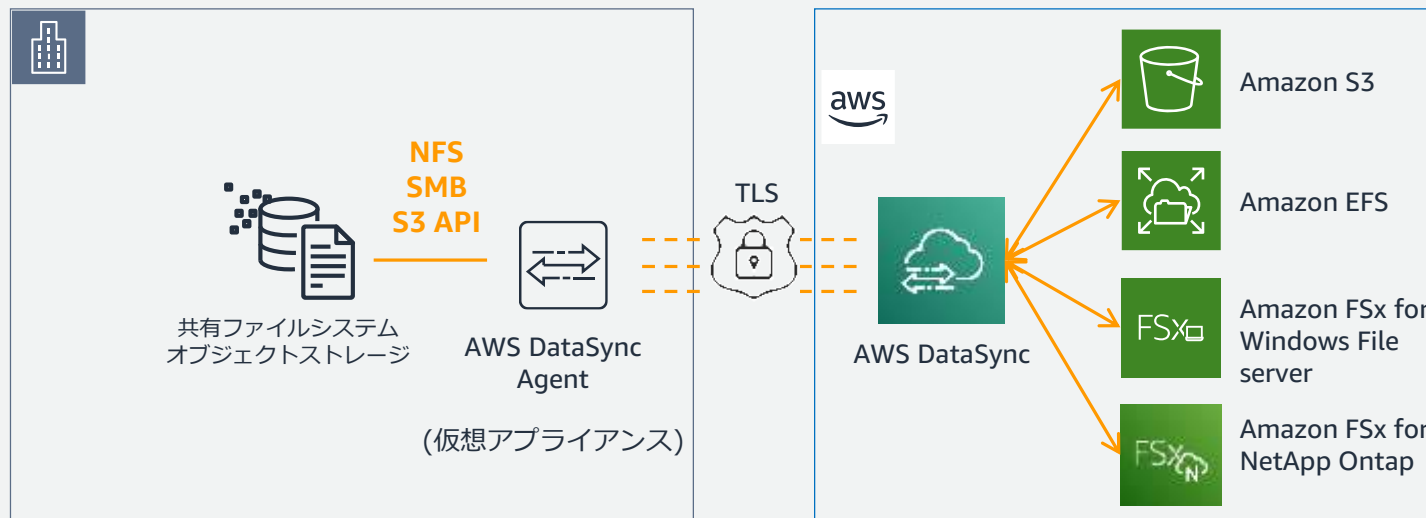 NFS
SMB
S3 API
共有ファイルシステム
オブジェクトストレージ
AWS DataSync
Agent
(仮想アプライアンス)
TLS
aws
AWS DataSync
Amazon S3
Amazon EFS
FSx
Amazon FSx for
Windows File
server
FSx
N
Amazon FSx for
NetApp Ontap